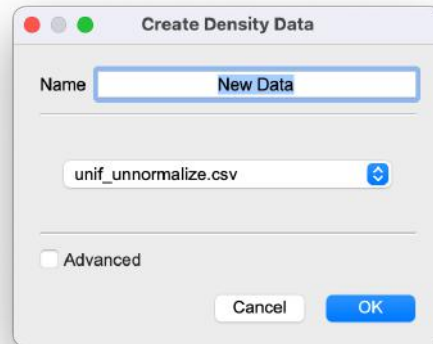 Create Density Data
Name New Data
unif_unnormalize.csv
Advanced
Cancel OK